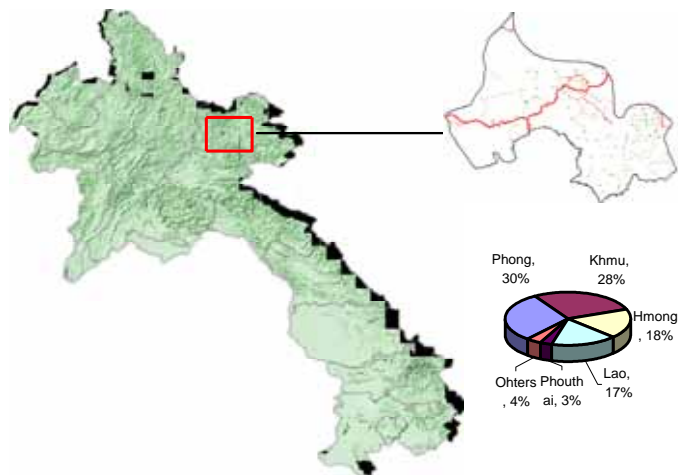 Phong,
30%
Khmu,
28%
Hmong
, 18%
Lao,
17%
Phouth
ai, 3%
Ohters
, 4%